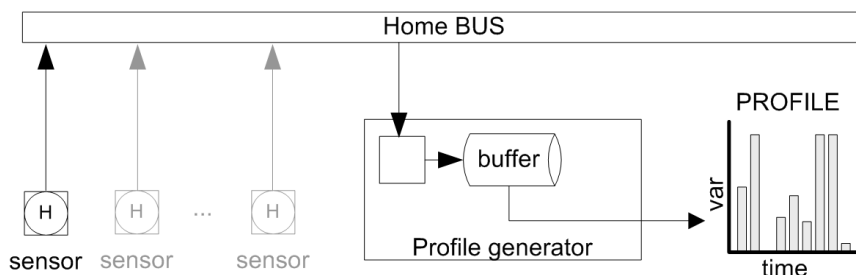 Home BUS
PROFILE
H
H
...
H
buffer
var
sensor
sensor
sensor
Profile generator
time